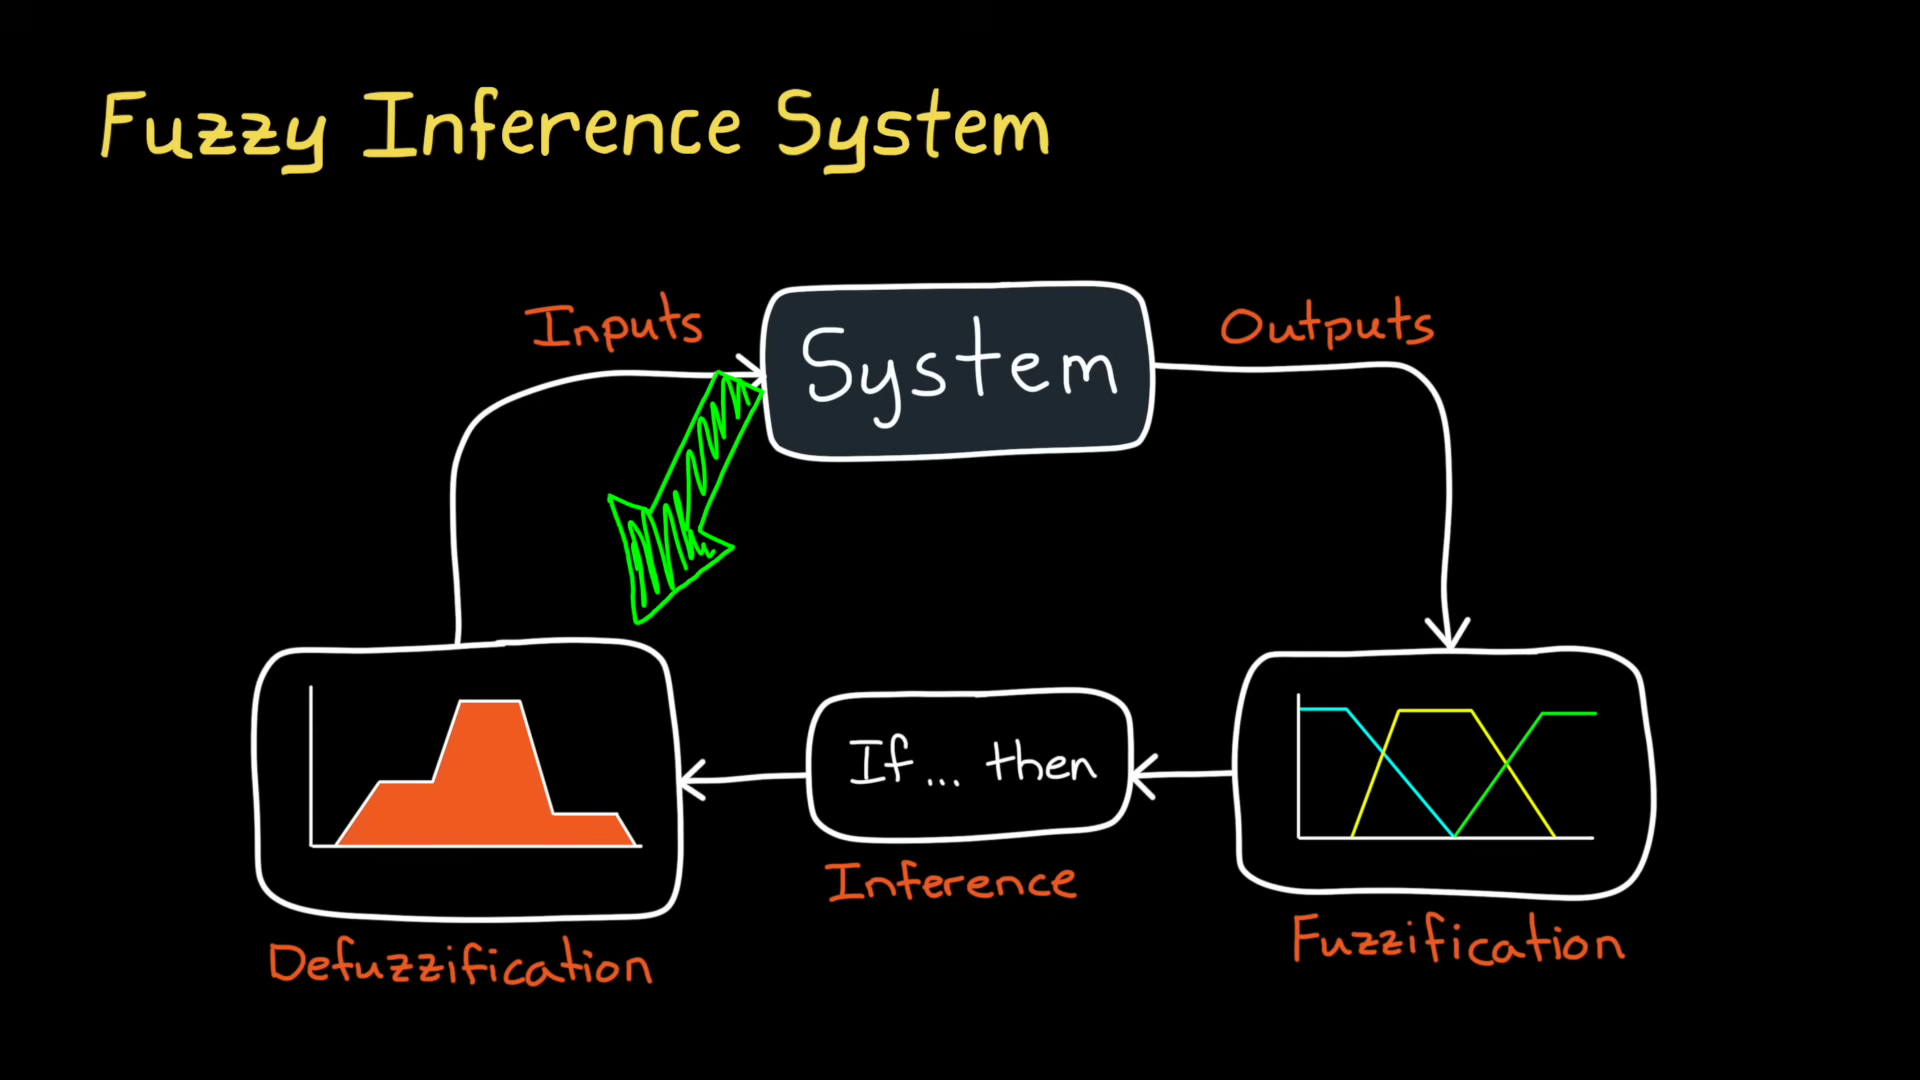 Fuzzy Inference System
Inputs
System
Outputs
If... then
Inference
Fuzzification
Defuzzification